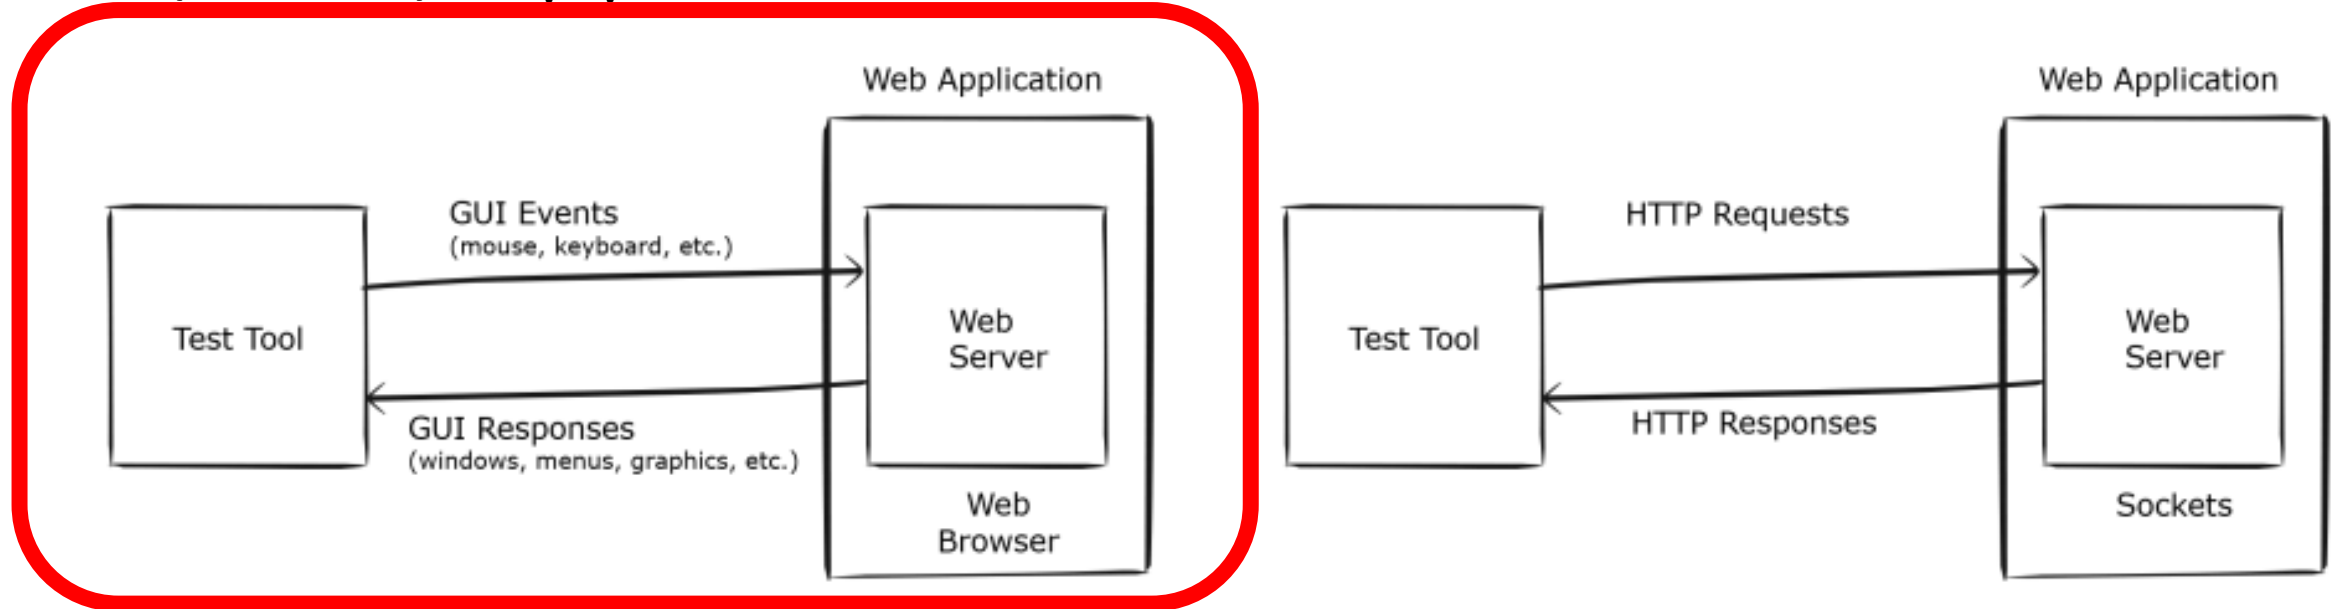 Web Application
GUI Events
(mouse, keyboard, etc.)
Test Tool
Web
Server
GUI Responses
(windows, menus, graphics, etc.)
Web
Browser
Web Application
HTTP Requests
Test Tool
Web
Server
HTTP Responses
Sockets